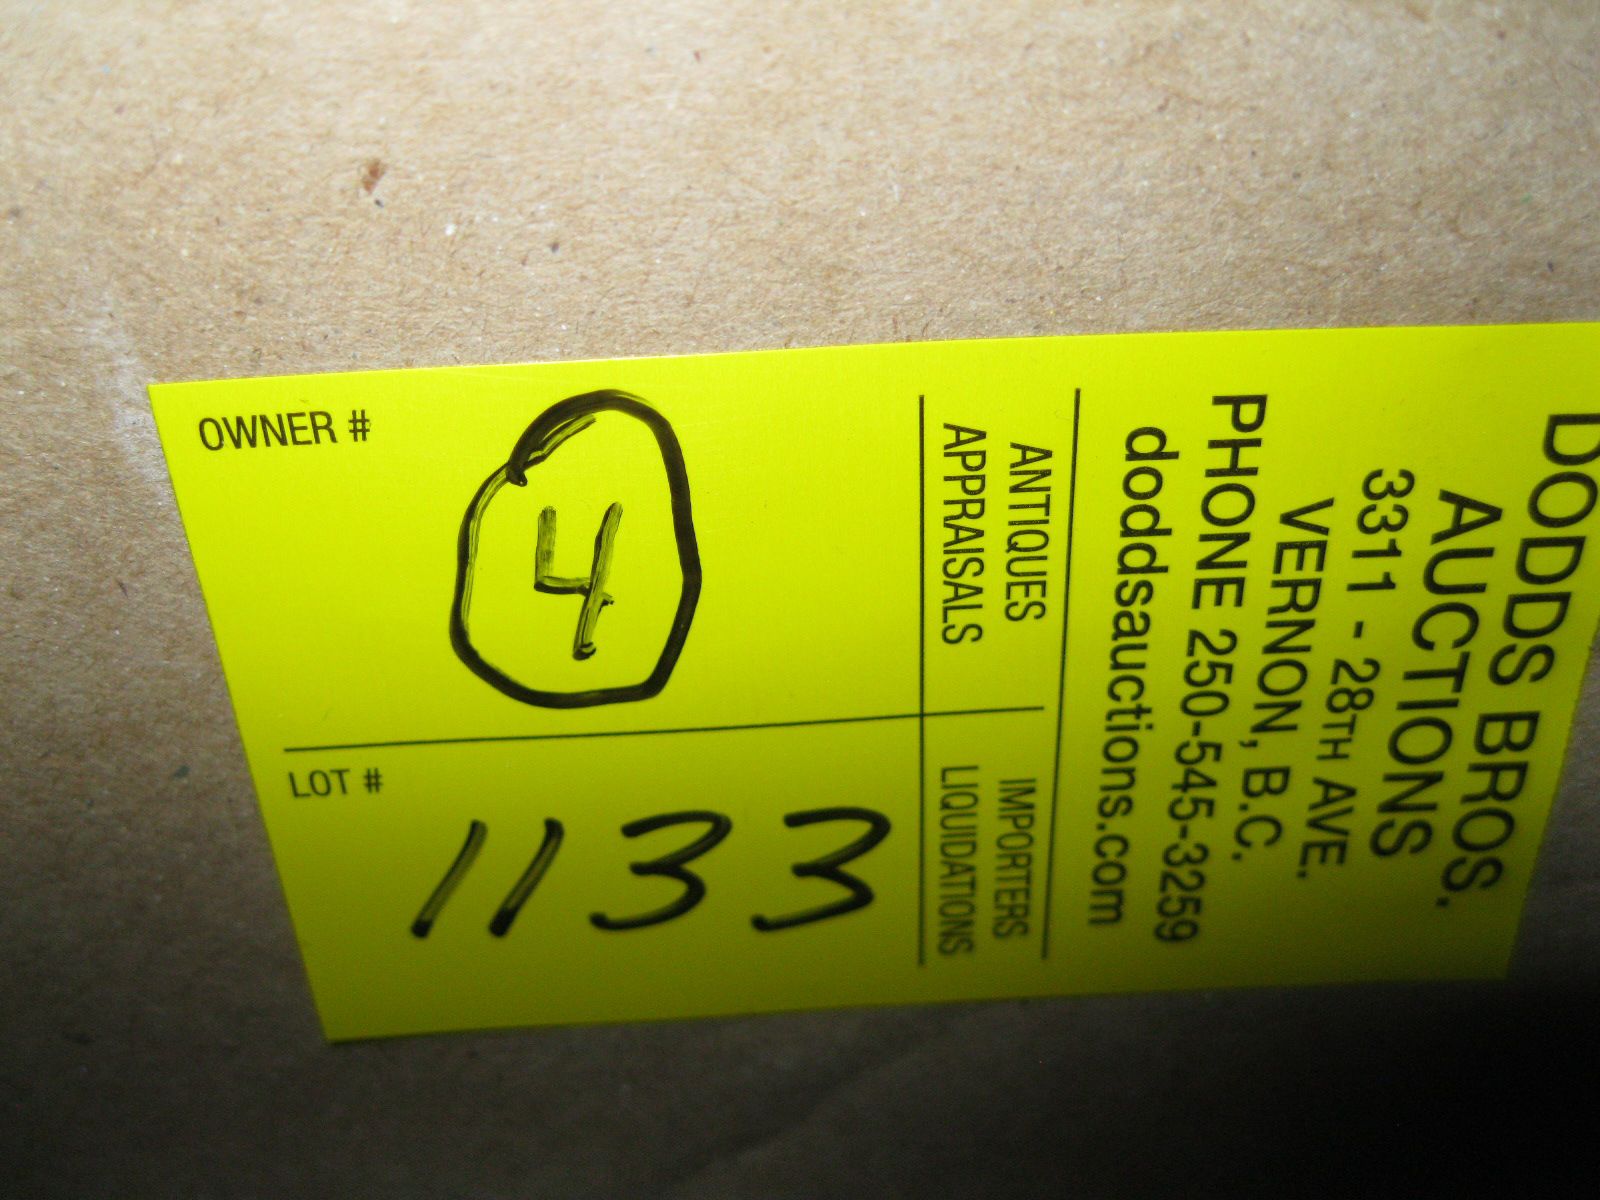 DODDS BROS.
AUCTIONS
3311 - 28TH AVE.
VERNON, B.C.
PHONE 250-545-3259
doddsauctions.com
ANTIQUES
APPRAISALS
IMPORTERS
LIQUIDATIONS
OWNER #
4
LOT #
1133